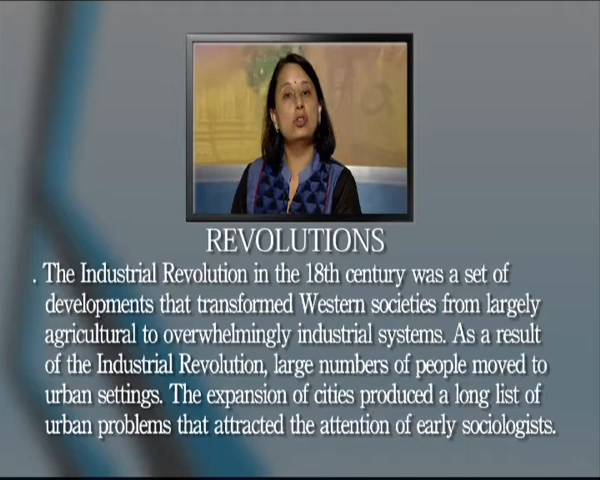 REVOLUTIONS
. The Industrial Revolution in the 18th century was a set of
developments that transformed Western societies from largely
agricultural to overwhelmingly industrial systems. As a result
of the Industrial Revolution, large numbers of people moved to
urban settings. The expansion of cities produced a long list of
urban problems that attracted the attention of early sociologists.